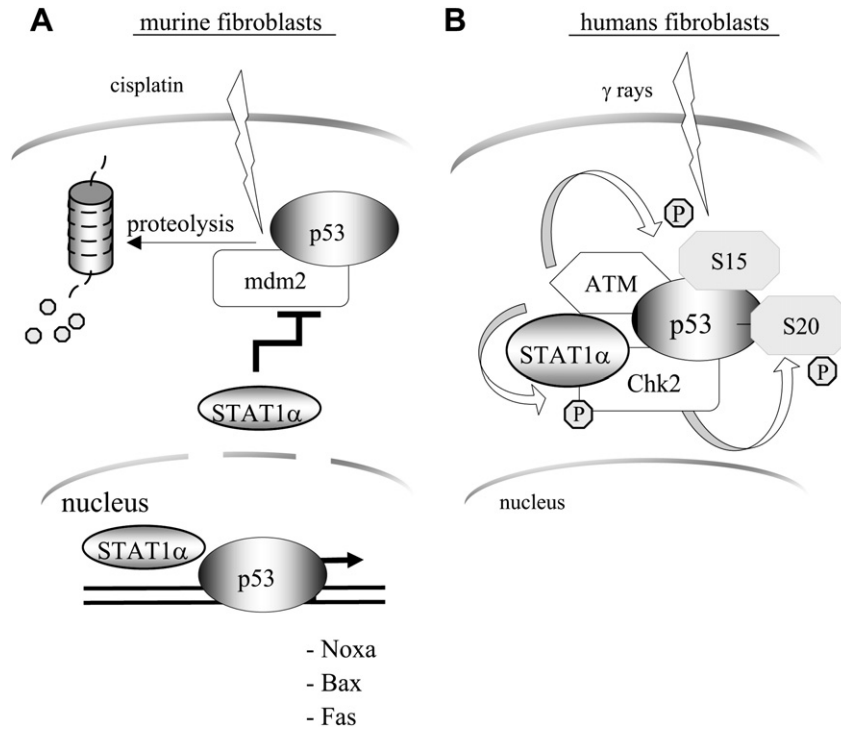 A
murine fibroblasts
cisplatin
proteolysis
p53
mdm2
STAT1α
nucleus
STAT1α
p53
- Noxa
- Bax
- Fas
B
humans fibroblasts
γ rays
P
S15
ATM
p53
S20
STAT1α
P
Chk2
P
nucleus